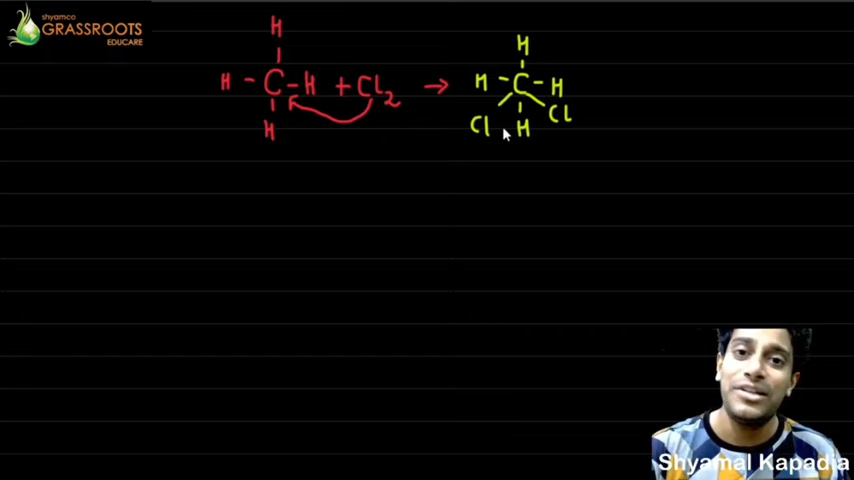 shyamco
GRASSROOTS
EDUCARE
H
H - C - H + Cl2 →
H
H
H - C - H
Cl H Cl
Shyamal Kapadia